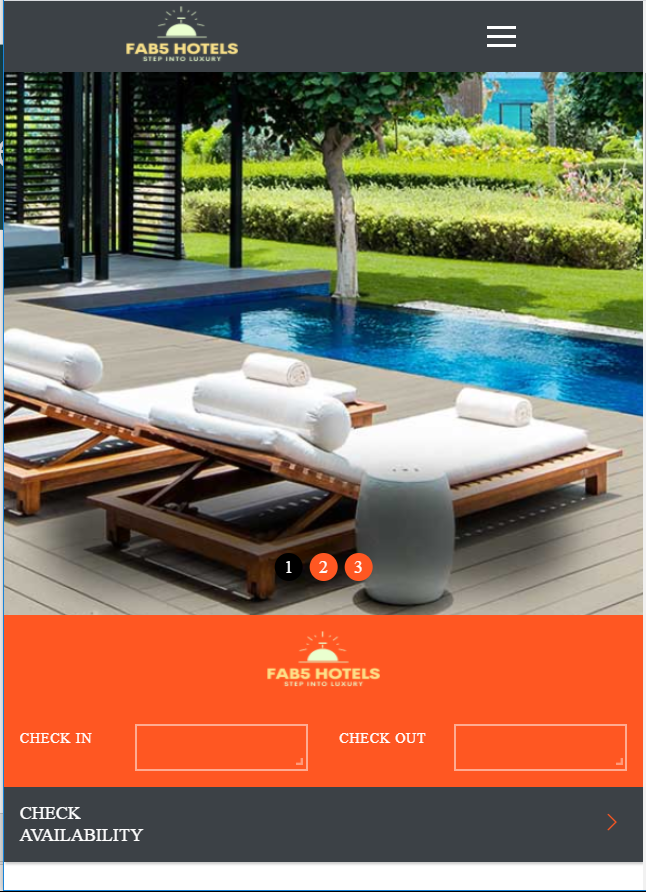 FAB5 HOTELS
STEP INTO LUXURY
1 2 3
FAB5 HOTELS
STEP INTO LUXURY
CHECK IN
CHECK OUT
CHECK
AVAILABILITY